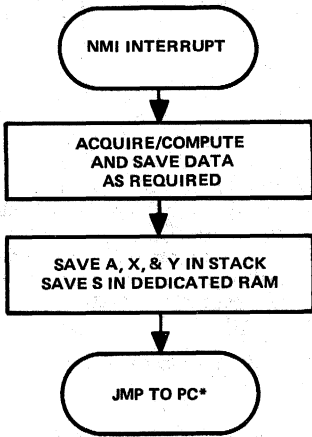 NMI INTERRUPT
ACQUIRE/COMPUTE
AND SAVE DATA
AS REQUIRED
SAVE A, X, & Y IN STACK
SAVE S IN DEDICATED RAM
JMP TO PC*